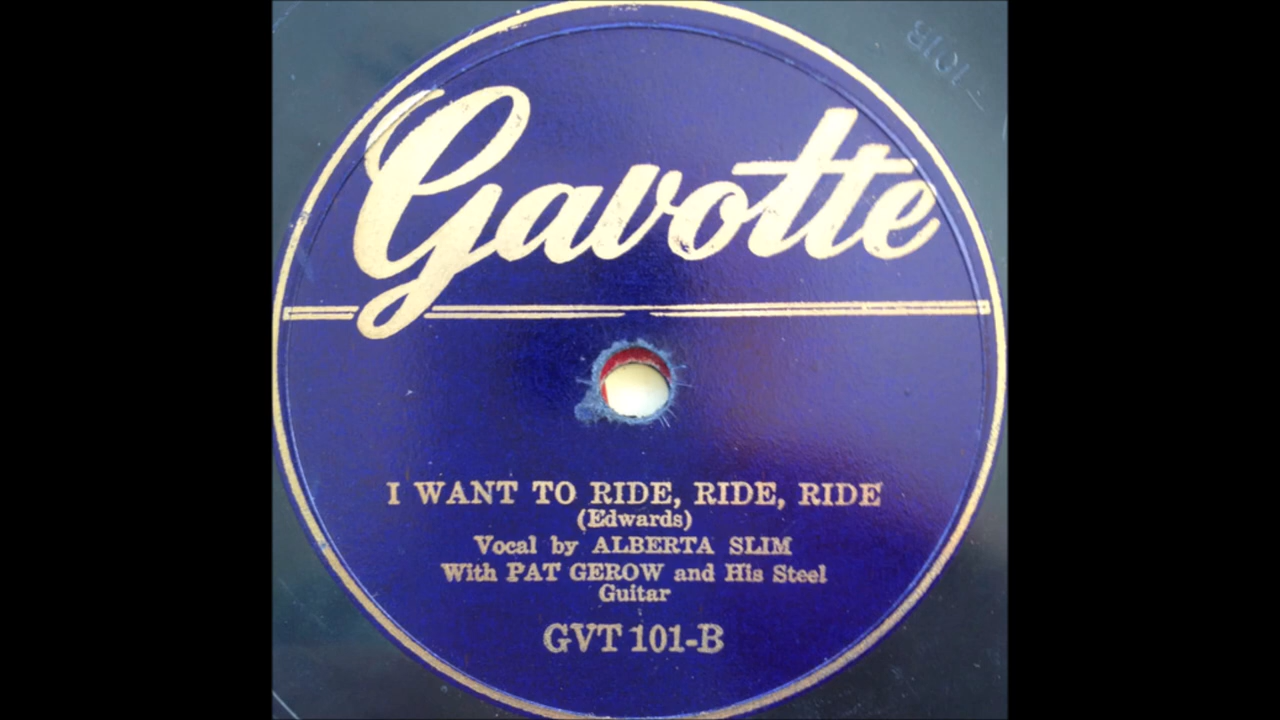 101B
Gavotte
I WANT TO RIDE, RIDE, RIDE
(Edwards)
Vocal by ALBERTA SLIM
With PAT GEROW and His Steel
Guitar
GVT 101-B